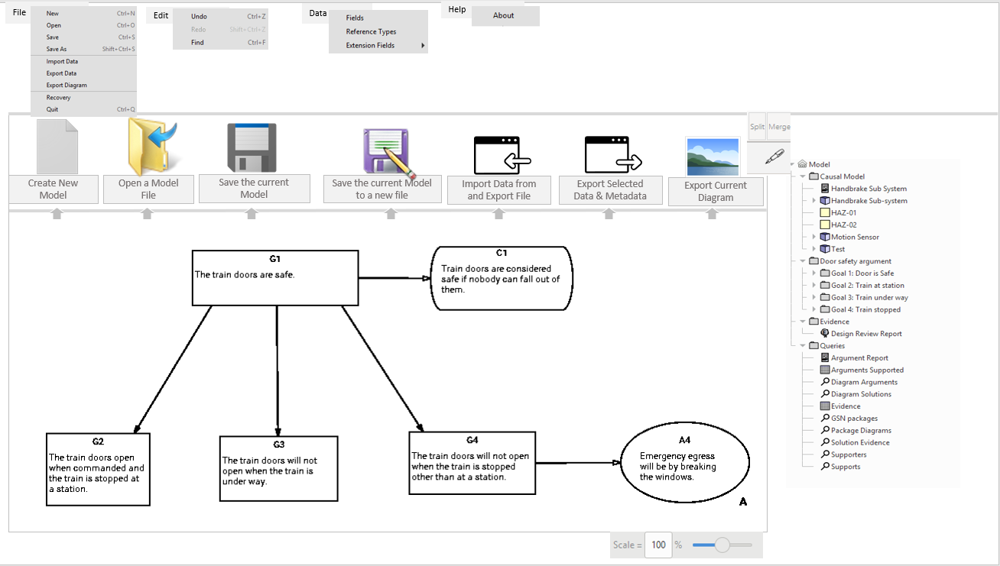 File
New Ctrl+N
Open Ctrl+O
Save Ctrl+S
Save As Shift+Ctrl+S
Import Data
Export Data
Export Diagram
Recovery
Quit Ctrl+Q
Edit
Undo Ctrl+Z
Redo Shift+Ctrl+Z
Find Ctrl+F
Data
Fields
Reference Types
Extension Fields
Help
About
Create New
Model
Open a Model
File
Save the current
Model
Save the current Model
to a new file
Import Data from
and Export File
Export Selected
Data & Metadata
Export Current
Diagram
Split Merge
G1
The train doors are safe.
C1
Train doors are considered
safe if nobody can fall out of
them.
G2
The train doors open
when commanded and
the train is stopped at
a station.
G3
The train doors will not
open when the train is
under way.
G4
The train doors will not open
when the train is stopped
other than at a station.
A4
Emergency egress
will be by breaking
the windows.
A
Scale = 100 %
Model
Causal Model
Handbrake Sub System
Handbrake Sub-system
HAZ-01
HAZ-02
Motion Sensor
Test
Door safety argument
Goal 1: Door is Safe
Goal 2: Train at station
Goal 3: Train under way
Goal 4: Train stopped
Evidence
Design Review Report
Queries
Argument Report
Arguments Supported
Diagram Arguments
Diagram Solutions
Evidence
GSN packages
Package Diagrams
Solution Evidence
Supporters
Supports